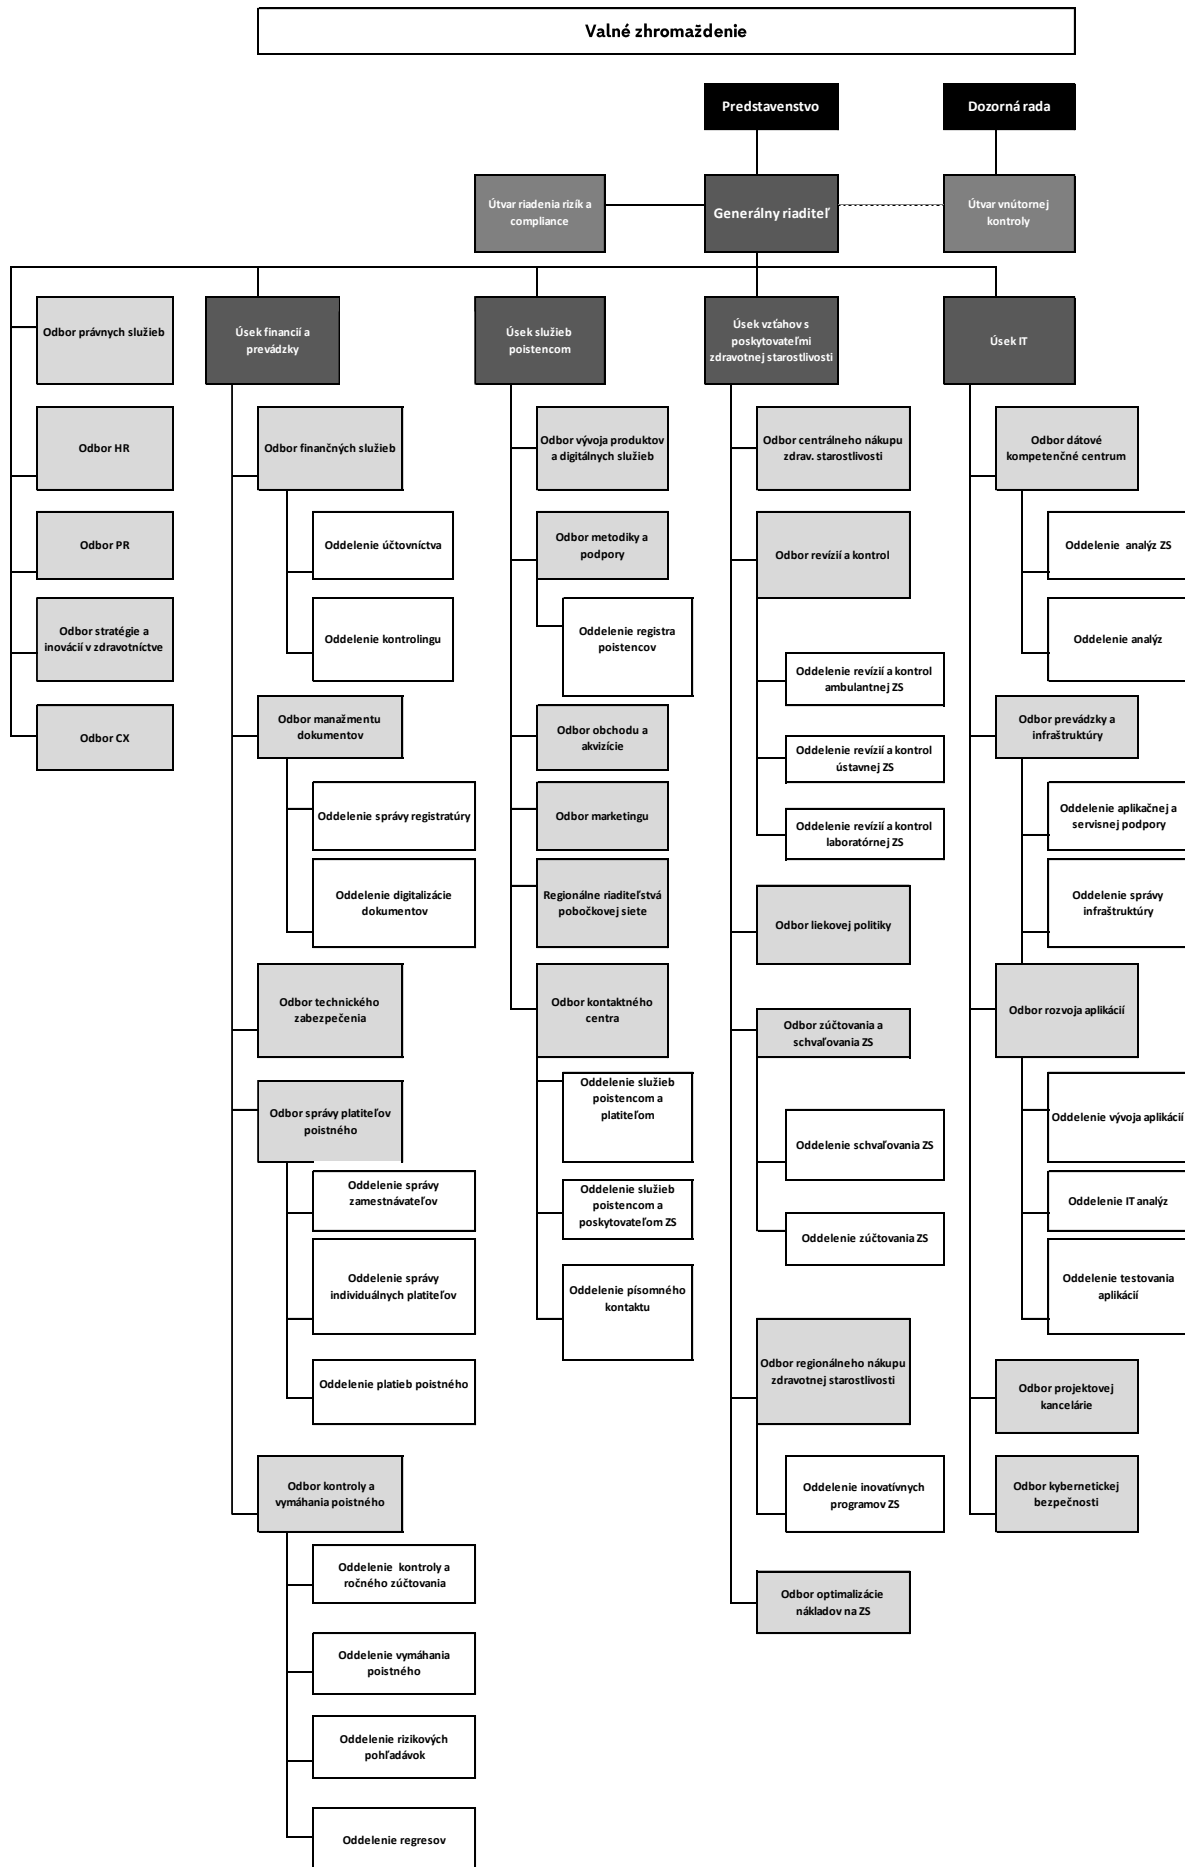 Valné zhromaždenie
Predstavenstvo
Dozorná rada
Útvar riadenia rizík a
compliance
Generálny riaditeľ
Útvar vnútornej
kontroly
Odbor právnych služieb
Odbor HR
Odbor PR
Odbor stratégie a
inovácií v zdravotníctve
Odbor CX
Úsek financií a
prevádzky
Odbor finančných služieb
Oddelenie účtovníctva
Oddelenie kontrolingu
Odbor manažmentu
dokumentov
Oddelenie správy registratúry
Oddelenie digitalizácie
dokumentov
Odbor technického
zabezpečenia
Odbor správy platiteľov
poistného
Oddelenie správy
zamestnávateľov
Oddelenie správy
individuálnych platiteľov
Oddelenie platieb poistného
Odbor kontroly a
vymáhania poistného
Oddelenie  kontroly a
ročného zúčtovania
Oddelenie vymáhania
poistného
Oddelenie rizikových
pohľadávok
Oddelenie regresov
Úsek služieb
poistencom
Odbor vývoja produktov
a digitálnych služieb
Odbor metodiky a
podpory
Oddelenie registra
poistencov
Odbor obchodu a
akvizície
Odbor marketingu
Regionálne riaditeľstvá
pobočkovej siete
Odbor kontaktného
centra
Oddelenie služieb
poistencom a
platiteľom
Oddelenie služieb
poistencom a
poskytovateľom ZS
Oddelenie písomného
kontaktu
Úsek vzťahov s
poskytovateľmi
zdravotnej starostlivosti
Odbor centrálneho nákupu
zdrav. starostlivosti
Odbor revízií a kontrol
Oddelenie revízií a kontrol
ambulantnej ZS
Oddelenie revízií a kontrol
ústavnej ZS
Oddelenie revízií a kontrol
laboratórnej ZS
Odbor liekovej politiky
Odbor zúčtovania a
schvaľovania ZS
Oddelenie schvaľovania ZS
Oddelenie zúčtovania ZS
Odbor regionálneho nákupu
zdravotnej starostlivosti
Oddelenie inovatívnych
programov ZS
Odbor optimalizácie
nákladov na ZS
Úsek IT
Odbor dátové
kompetenčné centrum
Oddelenie  analýz ZS
Oddelenie analýz
Odbor prevádzky a
infraštruktúry
Oddelenie aplikačnej a
servisnej podpory
Oddelenie správy
infraštruktúry
Odbor rozvoja aplikácií
Oddelenie vývoja aplikácií
Oddelenie IT analýz
Oddelenie testovania
aplikácií
Odbor projektovej
kancelárie
Odbor kybernetickej
bezpečnosti